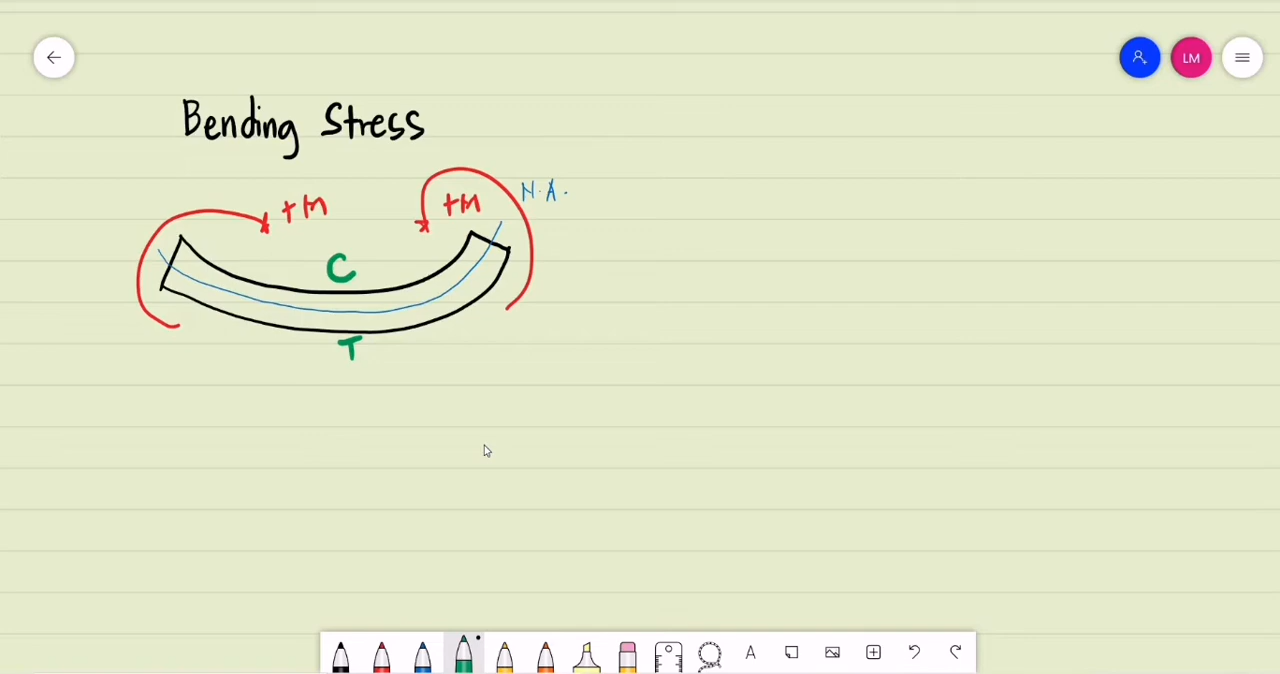 LM
Bending Stress
+M +M N.A.
C
T
A